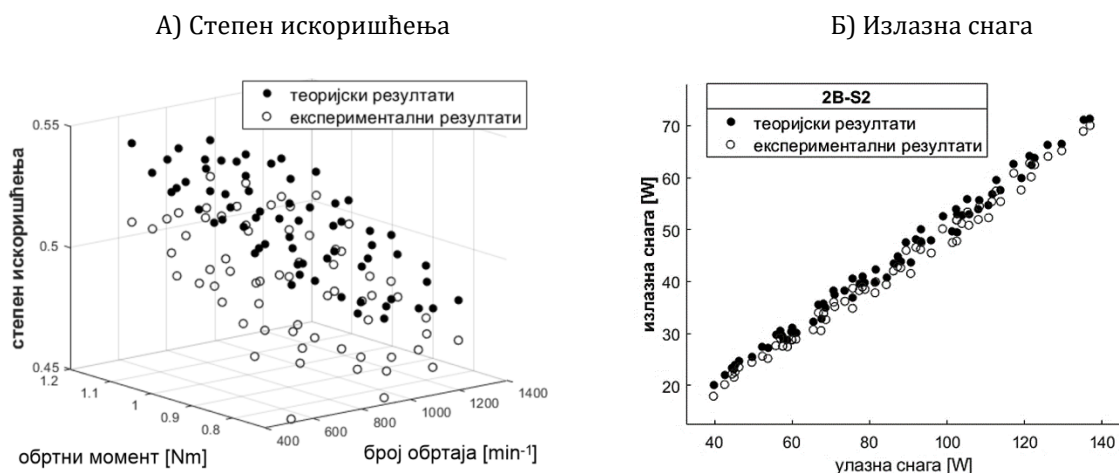 А) Степен искоришћења
Б) Излазна снага
теоријски резултати
експериментални резултати
степен искоришћења
0.55
0.5
0.45
1.2
1.1
1
0.9
0.8
400
600
800
1000
1200
1400
обртни момент [Nm]
број обртаја [min⁻¹]
2B-S2
теоријски резултати
експериментални резултати
излазна снага [W]
70
60
50
40
30
20
40
60
80
100
120
140
улазна снага [W]